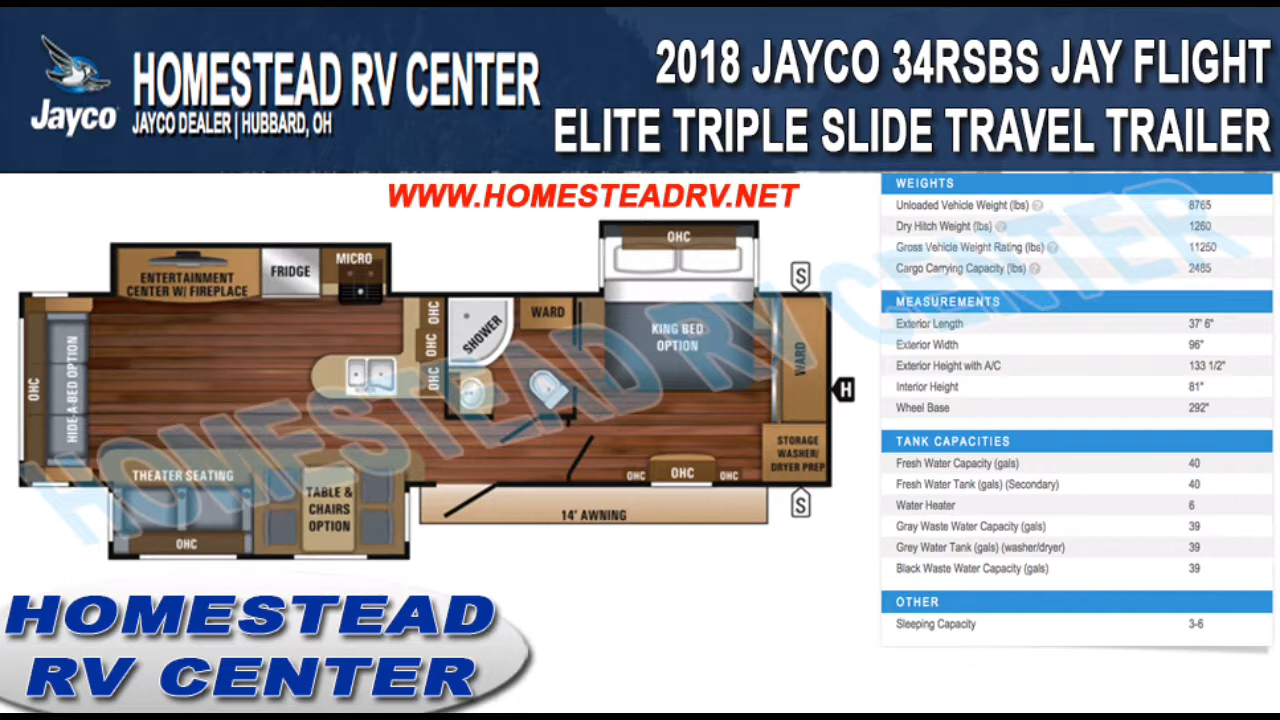 Jayco
HOMESTEAD RV CENTER
JAYCO DEALER | HUBBARD, OH
2018 JAYCO 34RSBS JAY FLIGHT
ELITE TRIPLE SLIDE TRAVEL TRAILER
WWW.HOMESTEADRV.NET
OHC
ENTERTAINMENT
CENTER W/ FIREPLACE
FRIDGE
MICRO
OHC
HIDE-A-BED OPTION
OHC
OHC
OHC
SHOWER
WARD
KING BED
OPTION
WARD
S
H
STORAGE
WASHER/
DRYER PREP
THEATER SEATING
OHC
TABLE &
CHAIRS
OPTION
OHC
OHC
OHC
14' AWNING
S
HOMESTEAD RV CENTER
HOMESTEAD
RV CENTER
WEIGHTS
Unloaded Vehicle Weight (lbs) ? 8765
Dry Hitch Weight (lbs) ? 1260
Gross Vehicle Weight Rating (lbs) ? 11250
Cargo Carrying Capacity (lbs) ? 2485
MEASUREMENTS
Exterior Length 37' 6"
Exterior Width 96"
Exterior Height with A/C 133 1/2"
Interior Height 81"
Wheel Base 292"
TANK CAPACITIES
Fresh Water Capacity (gals) 40
Fresh Water Tank (gals) (Secondary) 40
Water Heater 6
Gray Waste Water Capacity (gals) 39
Grey Water Tank (gals) (washer/dryer) 39
Black Waste Water Capacity (gals) 39
OTHER
Sleeping Capacity 3-6